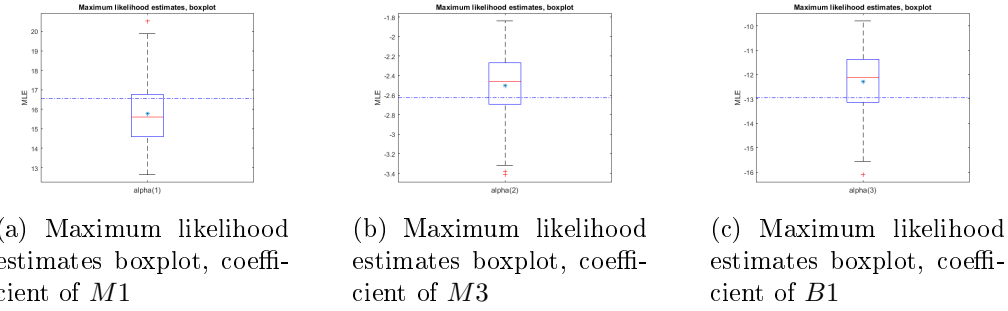 Maximum likelihood estimates, boxplot
20
19
18
17
16
15
14
13
MLE
alpha(1)
(a) Maximum likelihood
estimates boxplot, coeffi-
cient of M1
Maximum likelihood estimates, boxplot
-1.8
-2
-2.2
-2.4
-2.6
-2.8
-3
-3.2
-3.4
MLE
alpha(2)
(b) Maximum likelihood
estimates boxplot, coeffi-
cient of M3
Maximum likelihood estimates, boxplot
-10
-11
-12
-13
-14
-15
-16
MLE
alpha(3)
(c) Maximum likelihood
estimates boxplot, coeffi-
cient of B1